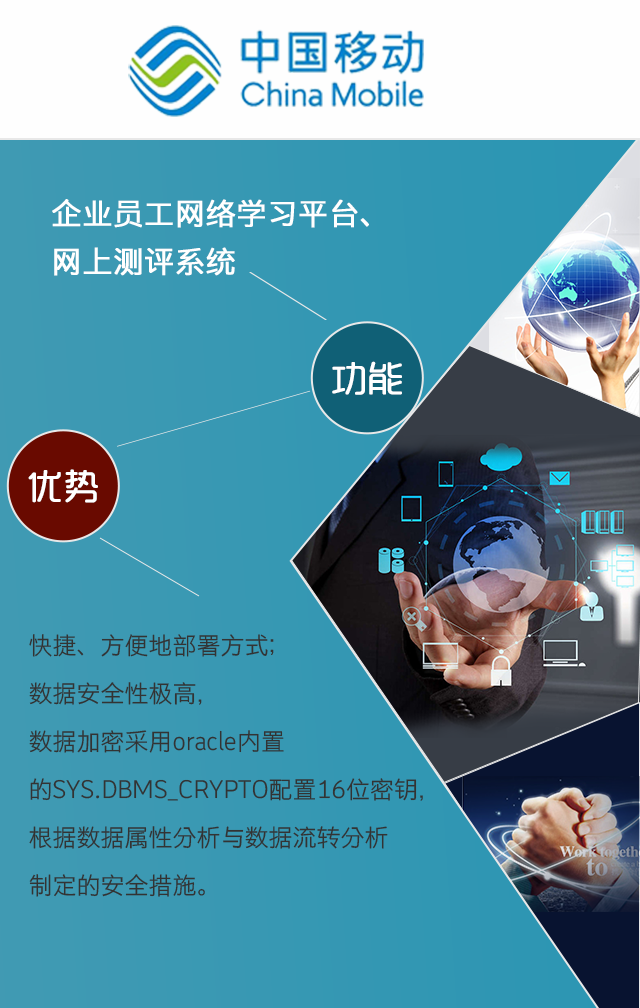 中国移动
China Mobile
企业员工网络学习平台、
网上测评系统
功能
优势
快捷、方便地部署方式;
数据安全性极高,
数据加密采用oracle内置
的SYS.DBMS_CRYPTO配置16位密钥,
根据数据属性分析与数据流转分析
制定的安全措施。
Work togethe
to